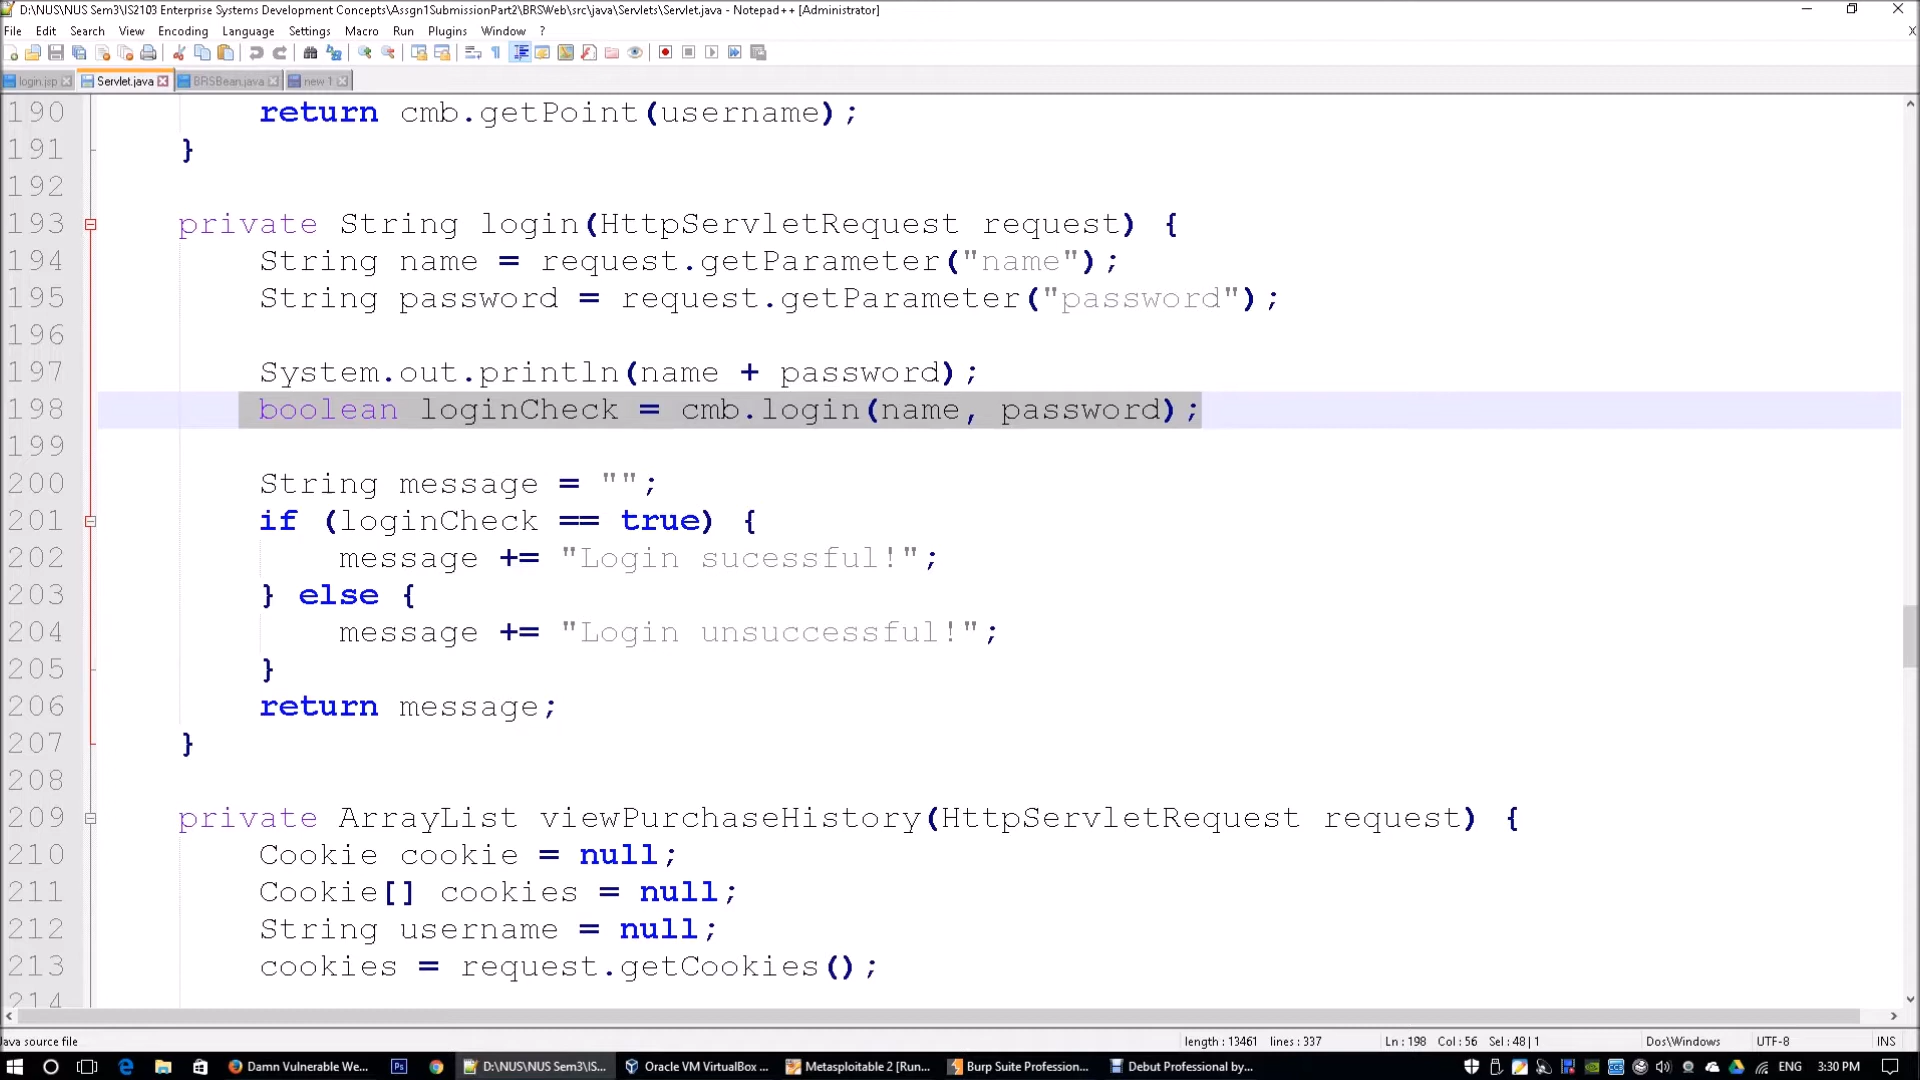 D:\NUS\NUS Sem3\IS2103 Enterprise Systems Development Concepts\Assgn1SubmissionPart2\BRSWeb\src\java\Servlets\Servlet.java - Notepad++ [Administrator]
File Edit Search View Encoding Language Settings Macro Run Plugins Window ? X
login.jsp Servlet.java BRSBean.java new 1
190 return cmb.getPoint(username);
191 }
192
193 private String login(HttpServletRequest request) {
194 String name = request.getParameter("name");
195 String password = request.getParameter("password");
196
197 System.out.println(name + password);
198 boolean loginCheck = cmb.login(name, password);
199
200 String message = "";
201 if (loginCheck == true) {
202 message += "Login sucessful!";
203 } else {
204 message += "Login unsuccessful!";
205 }
206 return message;
207 }
208
209 private ArrayList viewPurchaseHistory(HttpServletRequest request) {
210 Cookie cookie = null;
211 Cookie[] cookies = null;
212 String username = null;
213 cookies = request.getCookies();
214
Java source file length : 13461 lines : 337 Ln : 198 Col : 56 Sel : 48 | 1 Dos\Windows UTF-8 INS
Damn Vulnerable We... D:\NUS\NUS Sem3\IS... Oracle VM VirtualBox ... Metasploitable 2 [Run... Burp Suite Profession... Debut Professional by... ENG 3:30 PM